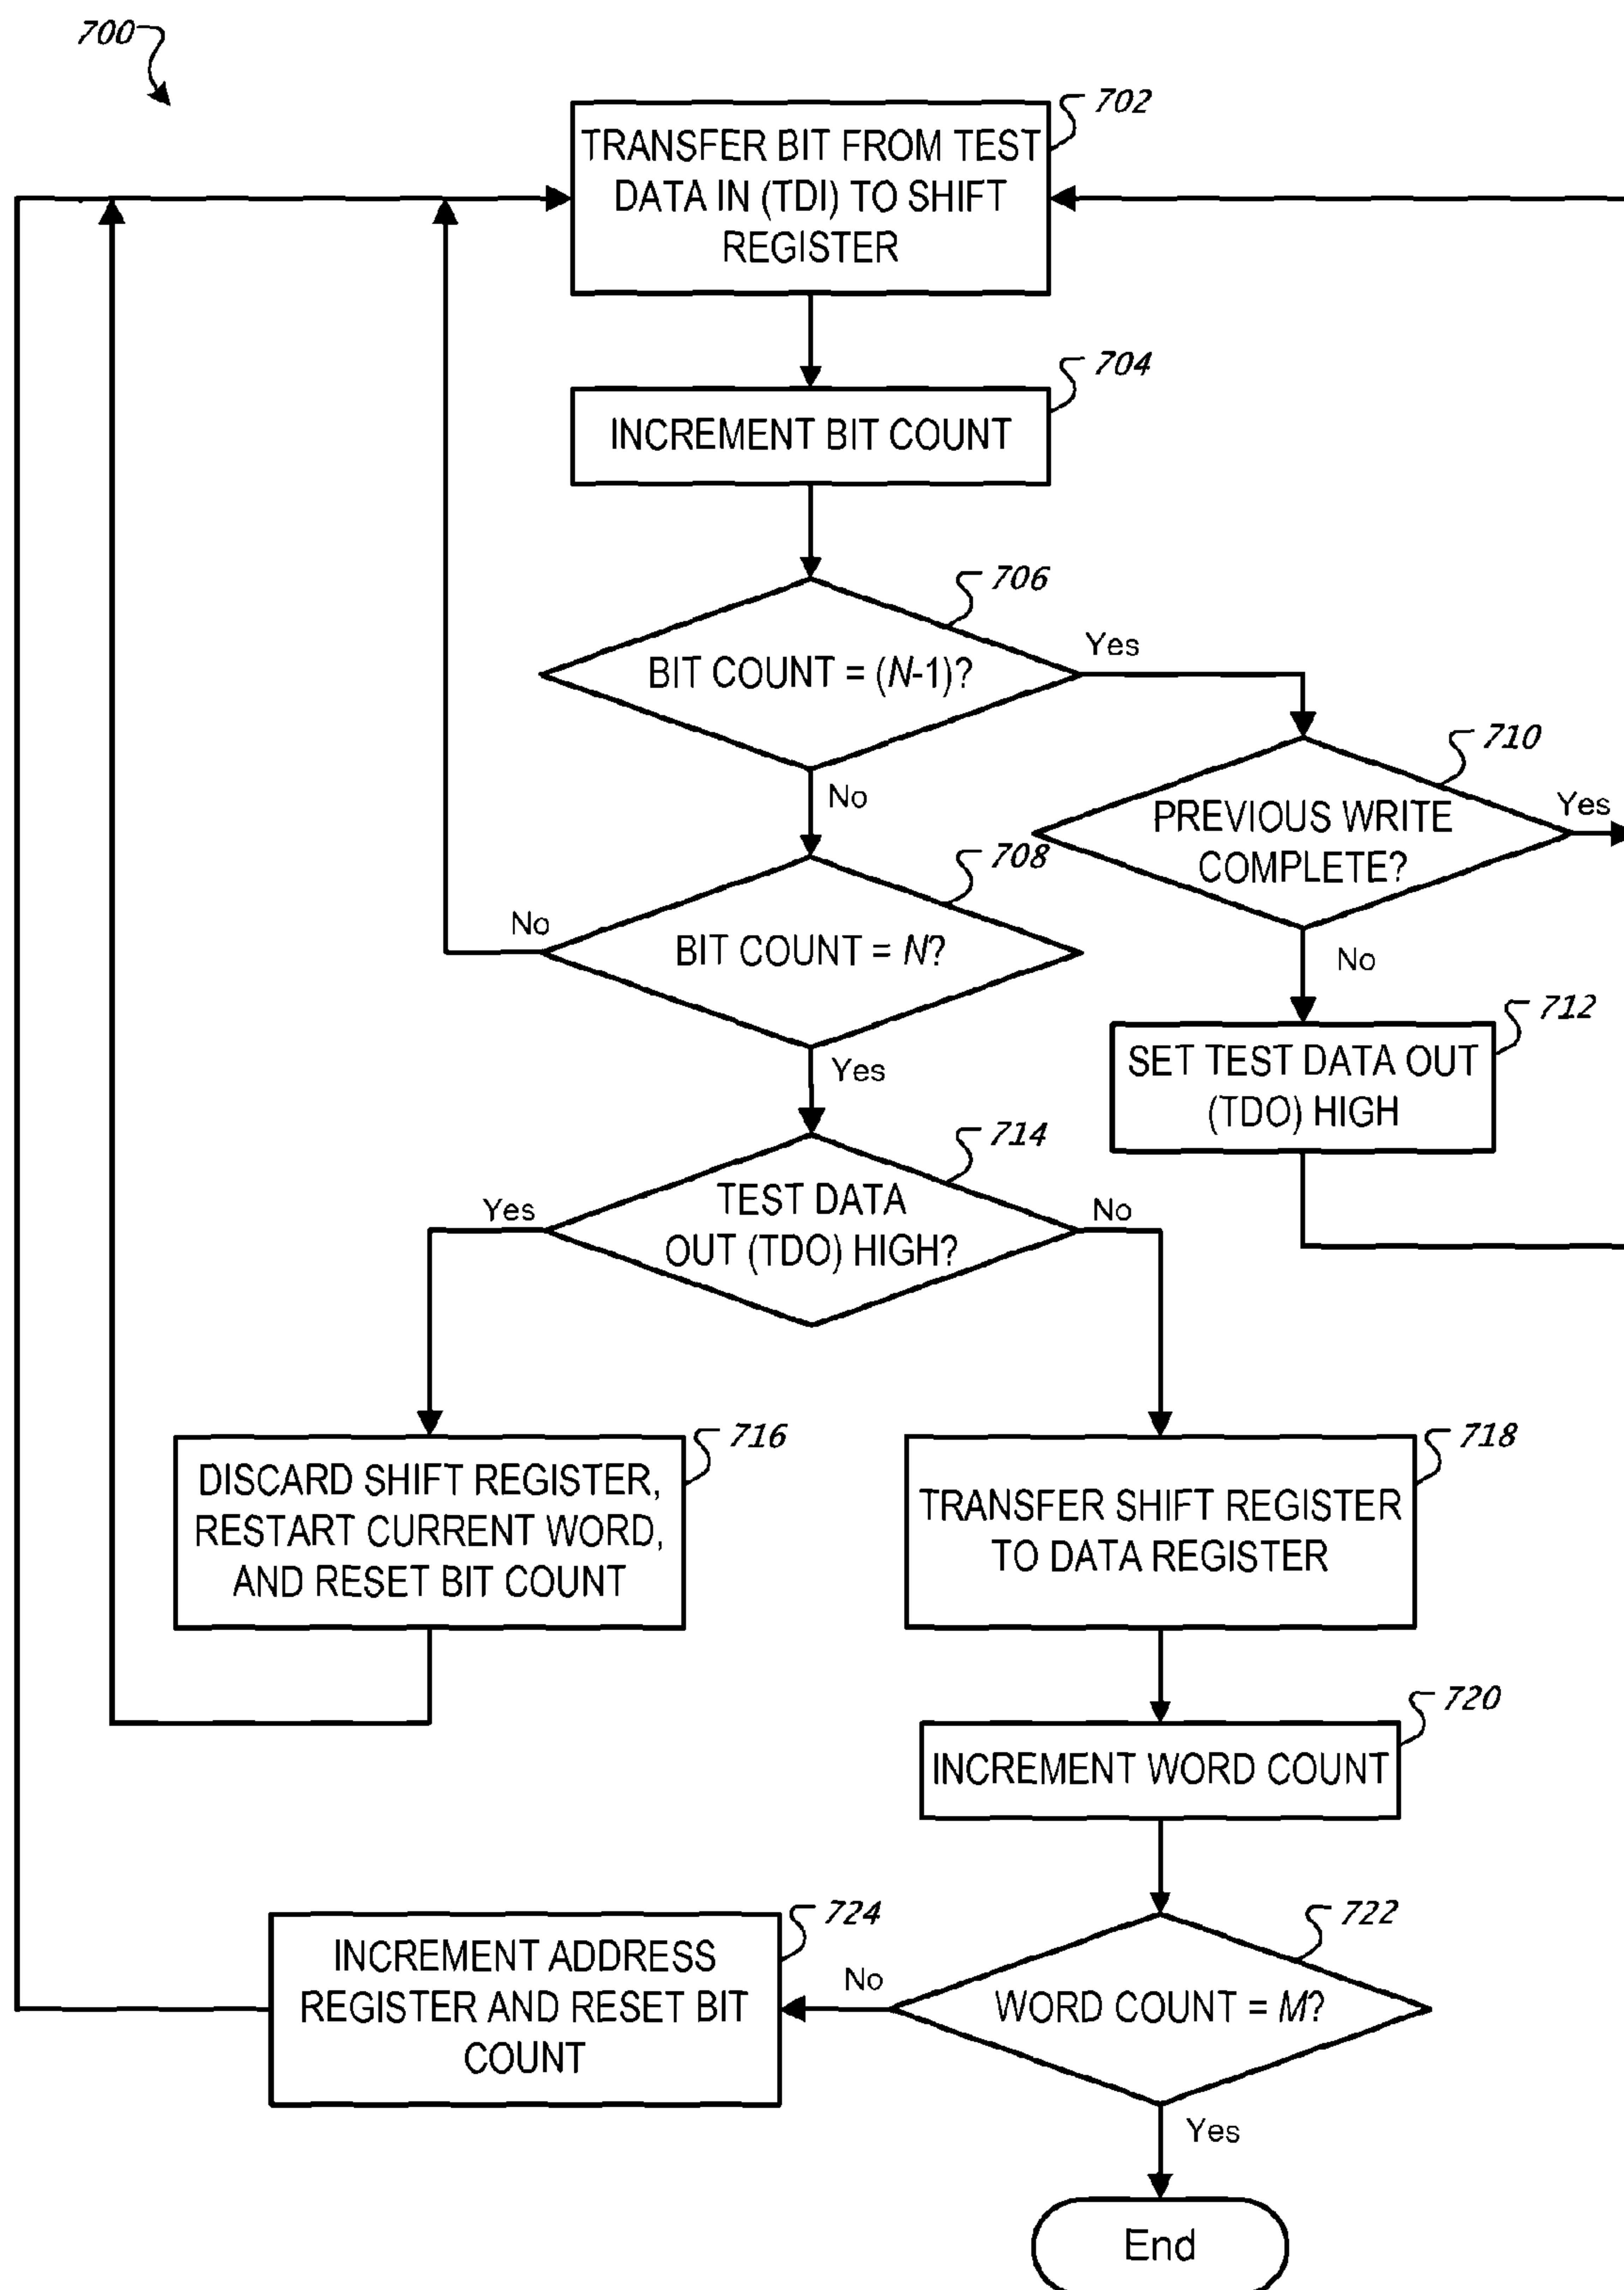 700
702
TRANSFER BIT FROM TEST
DATA IN (TDI) TO SHIFT
REGISTER
704
INCREMENT BIT COUNT
706
BIT COUNT = (N-1)?
Yes
No
710
PREVIOUS WRITE
COMPLETE?
Yes
No
708
BIT COUNT = N?
No
Yes
712
SET TEST DATA OUT
(TDO) HIGH
714
TEST DATA
OUT (TDO) HIGH?
Yes
No
716
DISCARD SHIFT REGISTER,
RESTART CURRENT WORD,
AND RESET BIT COUNT
718
TRANSFER SHIFT REGISTER
TO DATA REGISTER
720
INCREMENT WORD COUNT
722
WORD COUNT = M?
No
Yes
724
INCREMENT ADDRESS
REGISTER AND RESET BIT
COUNT
End